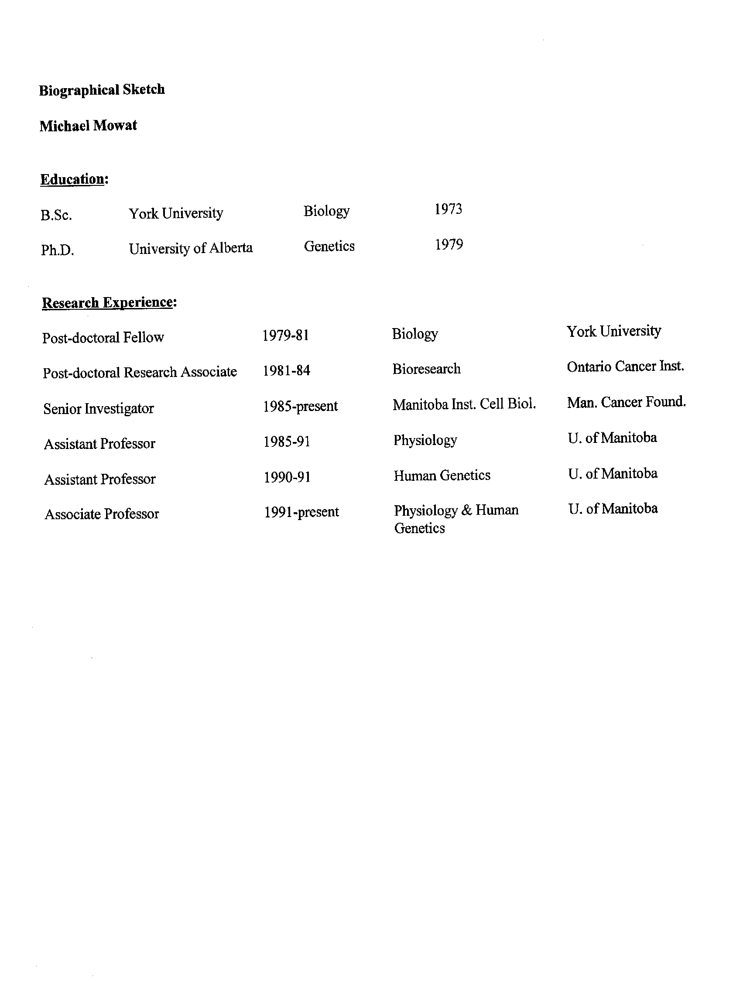 Biographical Sketch
Michael Mowat
Education:
B.Sc. York University Biology 1973
Ph.D. University of Alberta Genetics 1979
Research Experience:
Post-doctoral Fellow 1979-81 Biology York University
Post-doctoral Research Associate 1981-84 Bioresearch Ontario Cancer Inst.
Senior Investigator 1985-present Manitoba Inst. Cell Biol. Man. Cancer Found.
Assistant Professor 1985-91 Physiology U. of Manitoba
Assistant Professor 1990-91 Human Genetics U. of Manitoba
Associate Professor 1991-present Physiology & Human U. of Manitoba
Genetics